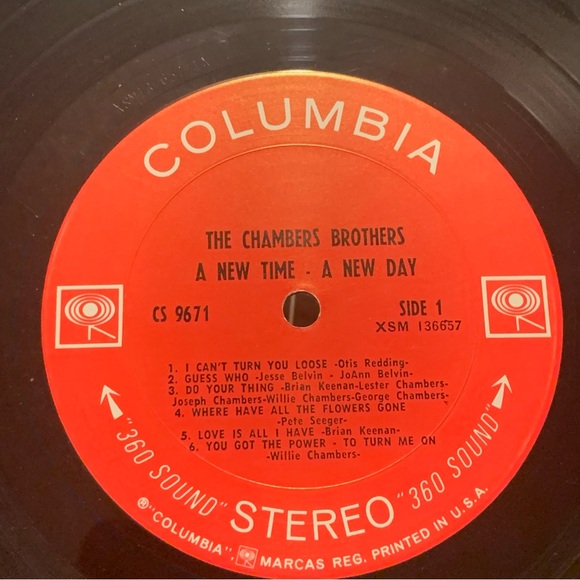 COLUMBIA
THE CHAMBERS BROTHERS
A NEW TIME - A NEW DAY
CS 9671
SIDE 1
XSM 136657
1. I CAN'T TURN YOU LOOSE -Otis Redding-
2. GUESS WHO -Jesse Belvin - JoAnn Belvin-
3. DO YOUR THING -Brian Keenan-Lester Chambers-
Joseph Chambers-Willie Chambers-George Chambers-
4. WHERE HAVE ALL THE FLOWERS GONE
-Pete Seeger-
5. LOVE IS ALL I HAVE -Brian Keenan-
6. YOU GOT THE POWER - TO TURN ME ON
-Willie Chambers-
"360 SOUND" STEREO "360 SOUND"
®"COLUMBIA", MARCAS REG. PRINTED IN U.S.A.